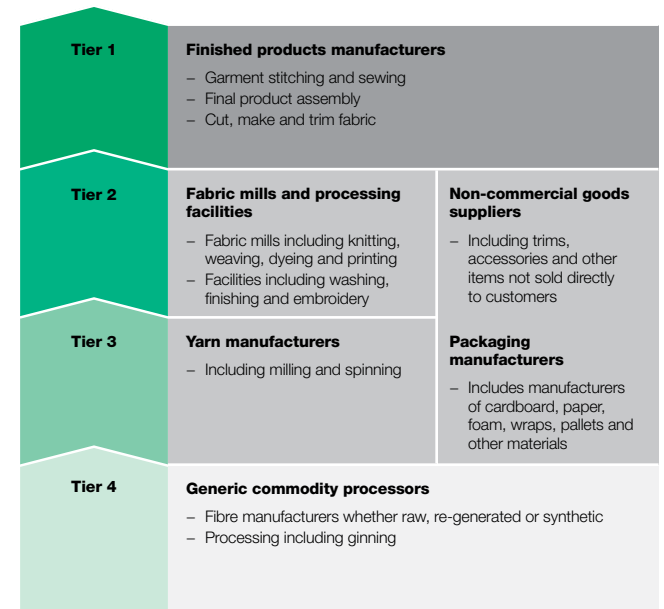 Tier 1
Finished products manufacturers
– Garment stitching and sewing
– Final product assembly
– Cut, make and trim fabric
Tier 2
Fabric mills and processing
facilities
– Fabric mills including knitting,
weaving, dyeing and printing
– Facilities including washing,
finishing and embroidery
Non-commercial goods
suppliers
– Including trims,
accessories and other
items not sold directly
to customers
Tier 3
Yarn manufacturers
– Including milling and spinning
Packaging
manufacturers
– Includes manufacturers
of cardboard, paper,
foam, wraps, pallets and
other materials
Tier 4
Generic commodity processors
– Fibre manufacturers whether raw, re-generated or synthetic
– Processing including ginning